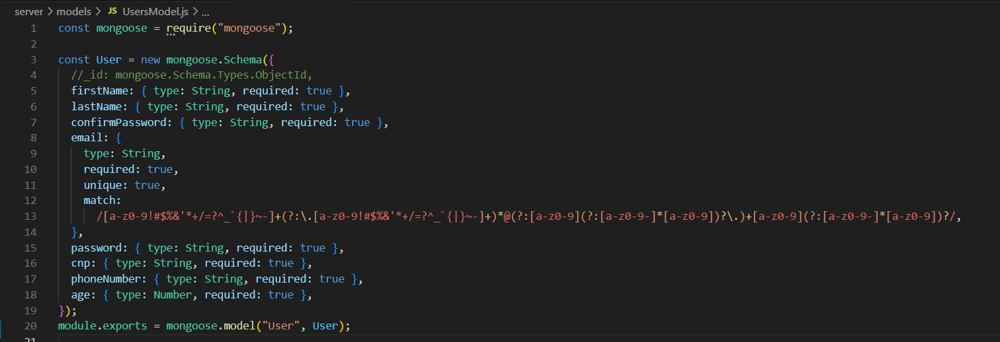 server > models > JS UsersModel.js > ...
1 const mongoose = require("mongoose");
2
3 const User = new mongoose.Schema({
4 //_id: mongoose.Schema.Types.ObjectId,
5 firstName: { type: String, required: true },
6 lastName: { type: String, required: true },
7 confirmPassword: { type: String, required: true },
8 email: {
9 type: String,
10 required: true,
11 unique: true,
12 match:
13 /[a-z0-9!#$%&'*+/=?^_`{|}~-]+(?:\.[a-z0-9!#$%&'*+/=?^_`{|}~-]+)*@(?:[a-z0-9](?:[a-z0-9-]*[a-z0-9])?\.)+[a-z0-9](?:[a-z0-9-]*[a-z0-9])?/,
14 },
15 password: { type: String, required: true },
16 cnp: { type: String, required: true },
17 phoneNumber: { type: String, required: true },
18 age: { type: Number, required: true },
19 });
20 module.exports = mongoose.model("User", User);
21